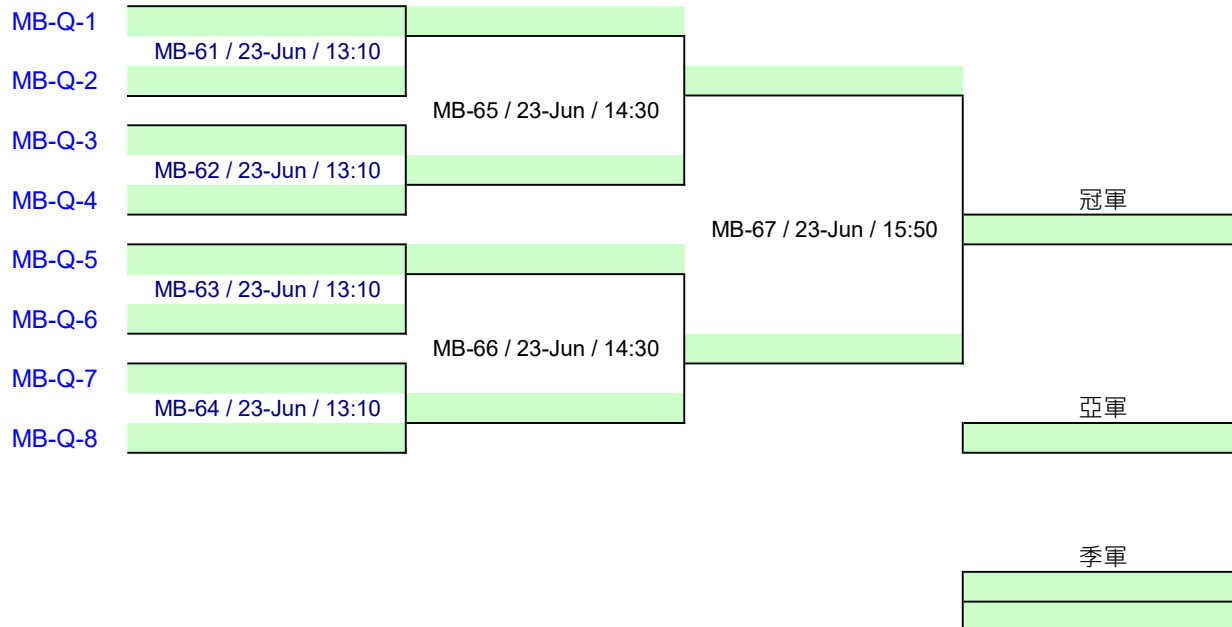 MB-Q-1
MB-61 / 23-Jun / 13:10
MB-Q-2
MB-65 / 23-Jun / 14:30
MB-Q-3
MB-62 / 23-Jun / 13:10
MB-Q-4
冠軍
MB-67 / 23-Jun / 15:50
MB-Q-5
MB-63 / 23-Jun / 13:10
MB-Q-6
MB-66 / 23-Jun / 14:30
MB-Q-7
MB-64 / 23-Jun / 13:10
亞軍
MB-Q-8
季軍